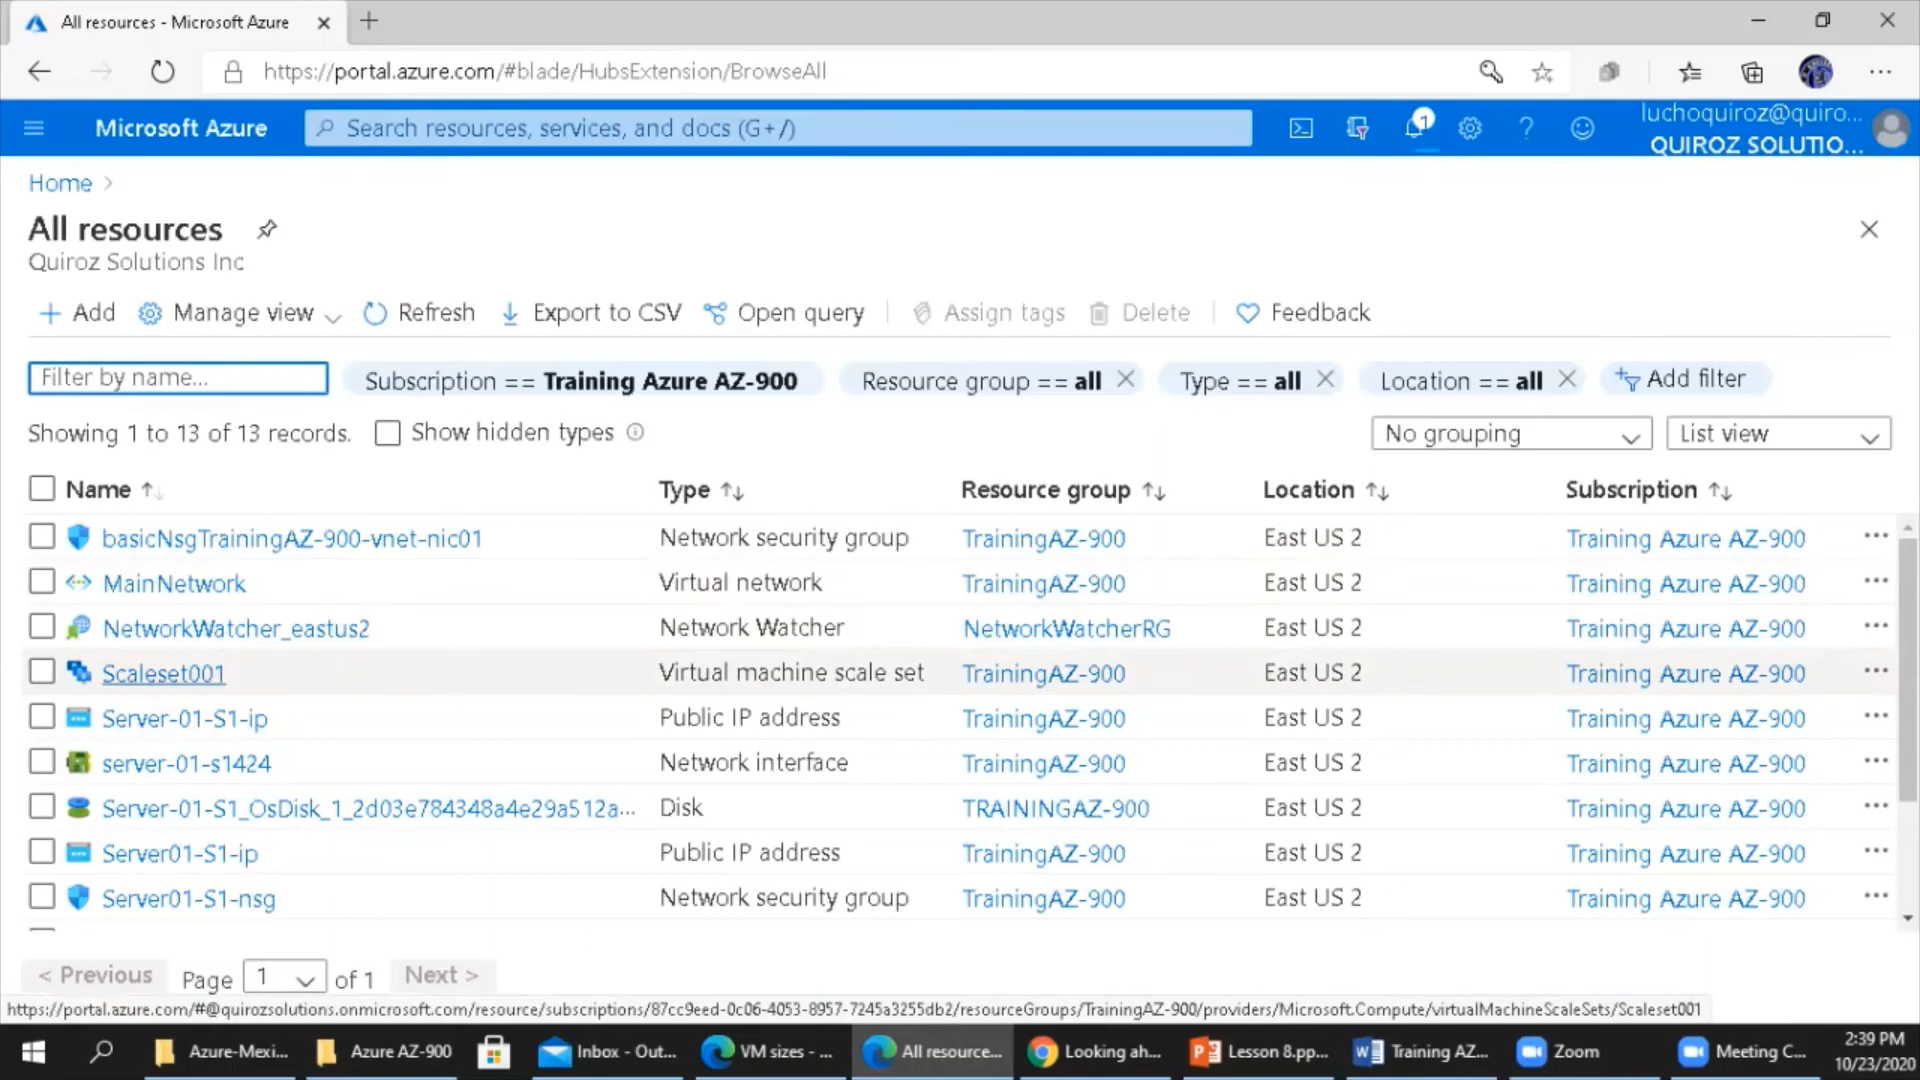 All resources - Microsoft Azure
https://portal.azure.com/#blade/HubsExtension/BrowseAll
Microsoft Azure
Search resources, services, and docs (G+/)
1
luchoquiroz@quiro...
QUIROZ SOLUTIO...
Home
All resources
Quiroz Solutions Inc
Add
Manage view
Refresh
Export to CSV
Open query
Assign tags
Delete
Feedback
Filter by name...
Subscription == Training Azure AZ-900
Resource group == all
Type == all
Location == all
Add filter
Showing 1 to 13 of 13 records.
Show hidden types
No grouping
List view
Name Type Resource group Location Subscription
basicNsgTrainingAZ-900-vnet-nic01 Network security group TrainingAZ-900 East US 2 Training Azure AZ-900 ...
MainNetwork Virtual network TrainingAZ-900 East US 2 Training Azure AZ-900 ...
NetworkWatcher_eastus2 Network Watcher NetworkWatcherRG East US 2 Training Azure AZ-900 ...
Scaleset001 Virtual machine scale set TrainingAZ-900 East US 2 Training Azure AZ-900 ...
Server-01-S1-ip Public IP address TrainingAZ-900 East US 2 Training Azure AZ-900 ...
server-01-s1424 Network interface TrainingAZ-900 East US 2 Training Azure AZ-900 ...
Server-01-S1_OsDisk_1_2d03e784348a4e29a512a... Disk TRAININGAZ-900 East US 2 Training Azure AZ-900 ...
Server01-S1-ip Public IP address TrainingAZ-900 East US 2 Training Azure AZ-900 ...
Server01-S1-nsg Network security group TrainingAZ-900 East US 2 Training Azure AZ-900 ...
< Previous Page 1 of 1 Next >
https://portal.azure.com/#@quirozsolutions.onmicrosoft.com/resource/subscriptions/87cc9eed-0c06-4053-8957-7245a3255db2/resourceGroups/TrainingAZ-900/providers/Microsoft.Compute/virtualMachineScaleSets/Scaleset001
Azure-Mexi...
Azure AZ-900
Inbox - Out...
VM sizes - ...
All resource...
Looking ah...
Lesson 8.pp...
Training AZ...
Zoom
Meeting C...
2:39 PM
10/23/2020